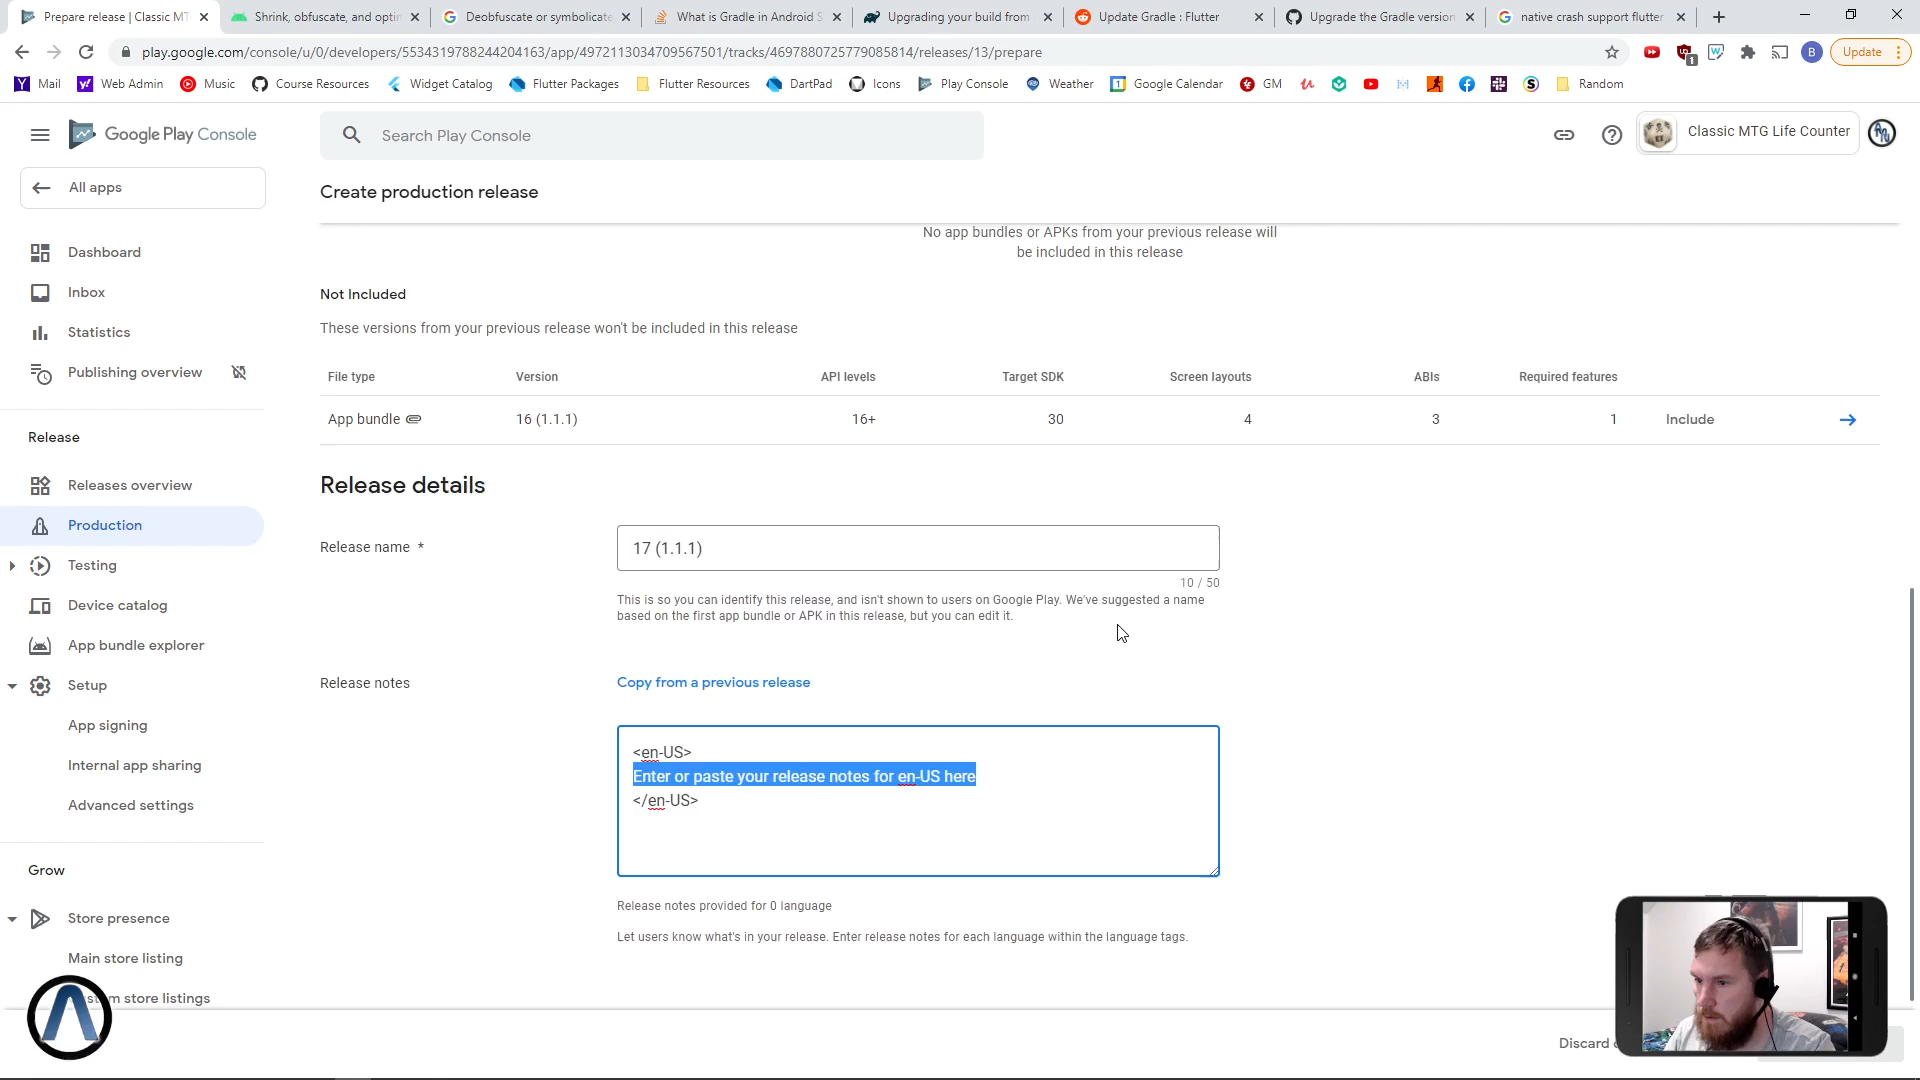 Prepare release | Classic MT
Shrink, obfuscate, and optim
Deobfuscate or symbolicate
What is Gradle in Android S
Upgrading your build from
Update Gradle : Flutter
Upgrade the Gradle version
native crash support flutter
play.google.com/console/u/0/developers/5534319788244204163/app/4972113034709567501/tracks/4697880725779085814/releases/13/prepare
1
B
Update
Mail
Web Admin
Music
Course Resources
Widget Catalog
Flutter Packages
Flutter Resources
DartPad
Icons
Play Console
Weather
Google Calendar
GM
Random
Google Play Console
Search Play Console
Classic MTG Life Counter
All apps
Create production release
Dashboard
Inbox
Statistics
Publishing overview
Release
Releases overview
Production
Testing
Device catalog
App bundle explorer
Setup
App signing
Internal app sharing
Advanced settings
Grow
Store presence
Main store listing
m store listings
No app bundles or APKs from your previous release will
be included in this release
Not Included
These versions from your previous release won't be included in this release
File type Version API levels Target SDK Screen layouts ABIs Required features
App bundle 16 (1.1.1) 16+ 30 4 3 1 Include
Release details
Release name *
17 (1.1.1)
10 / 50
This is so you can identify this release, and isn't shown to users on Google Play. We've suggested a name
based on the first app bundle or APK in this release, but you can edit it.
Release notes
Copy from a previous release
<en-US>
Enter or paste your release notes for en-US here
</en-US>
Release notes provided for 0 language
Let users know what's in your release. Enter release notes for each language within the language tags.
Discard